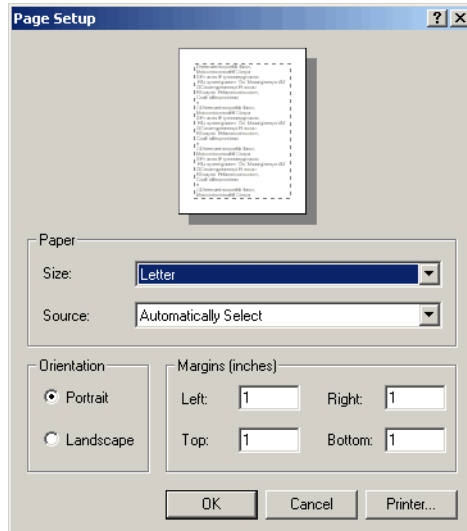 Page Setup
Paper
Size: Letter
Source: Automatically Select
Orientation
Portrait
Landscape
Margins (inches)
Left: 1 Right: 1
Top: 1 Bottom: 1
OK Cancel Printer...